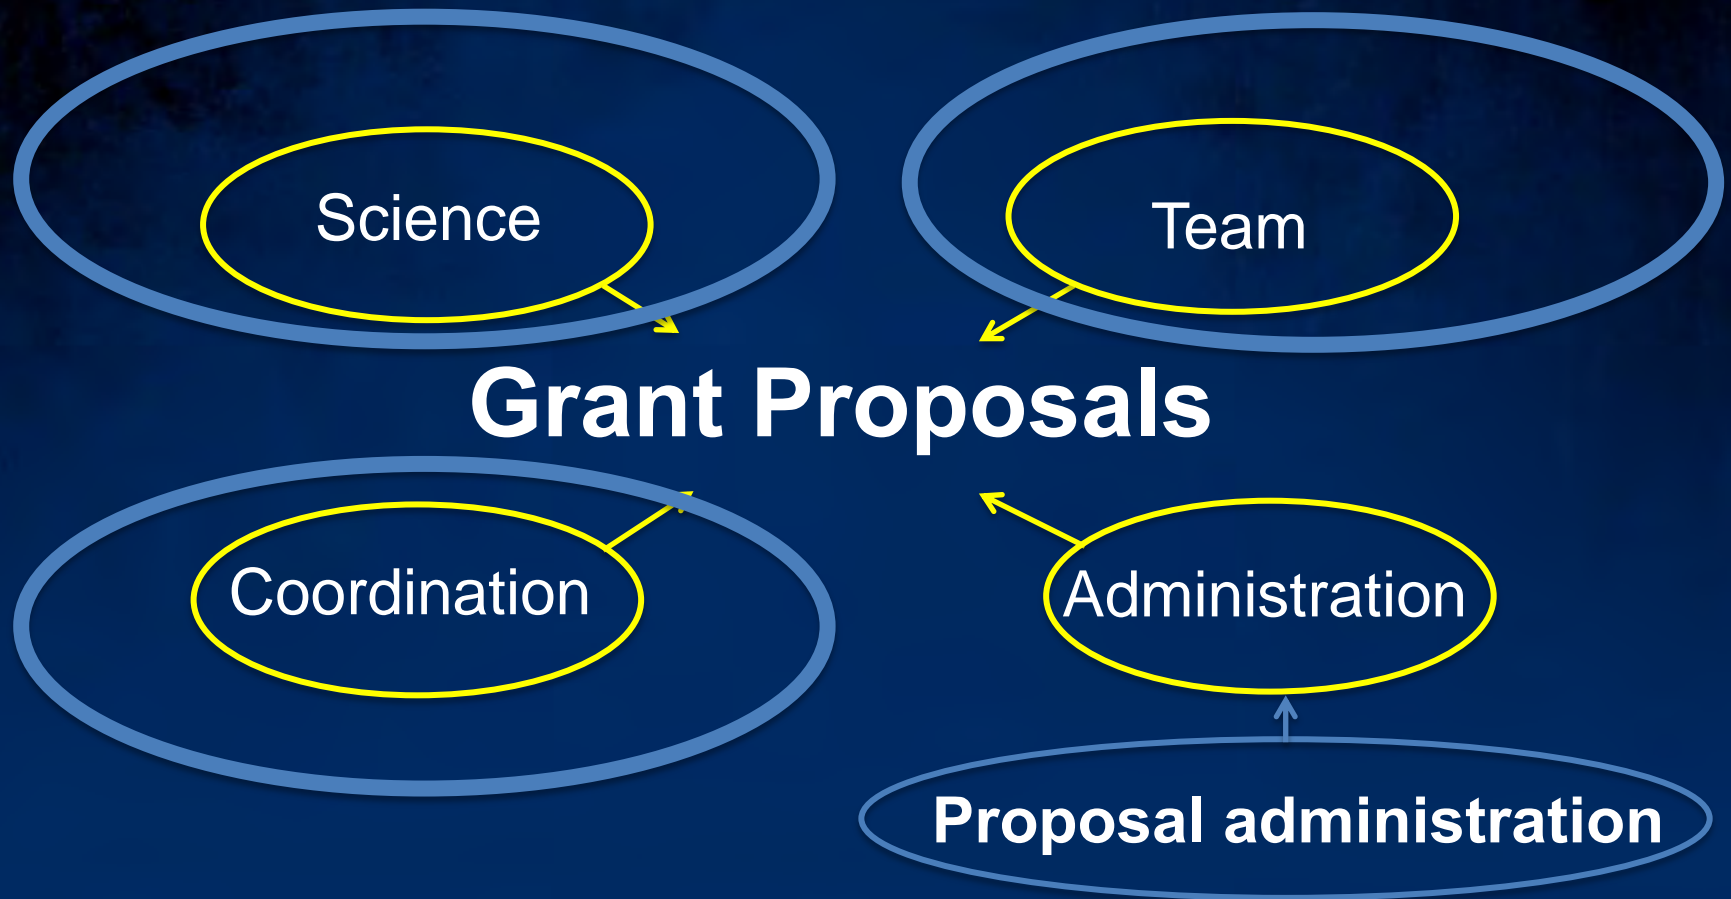 Science
Team
Grant Proposals
Coordination
Administration
Proposal administration